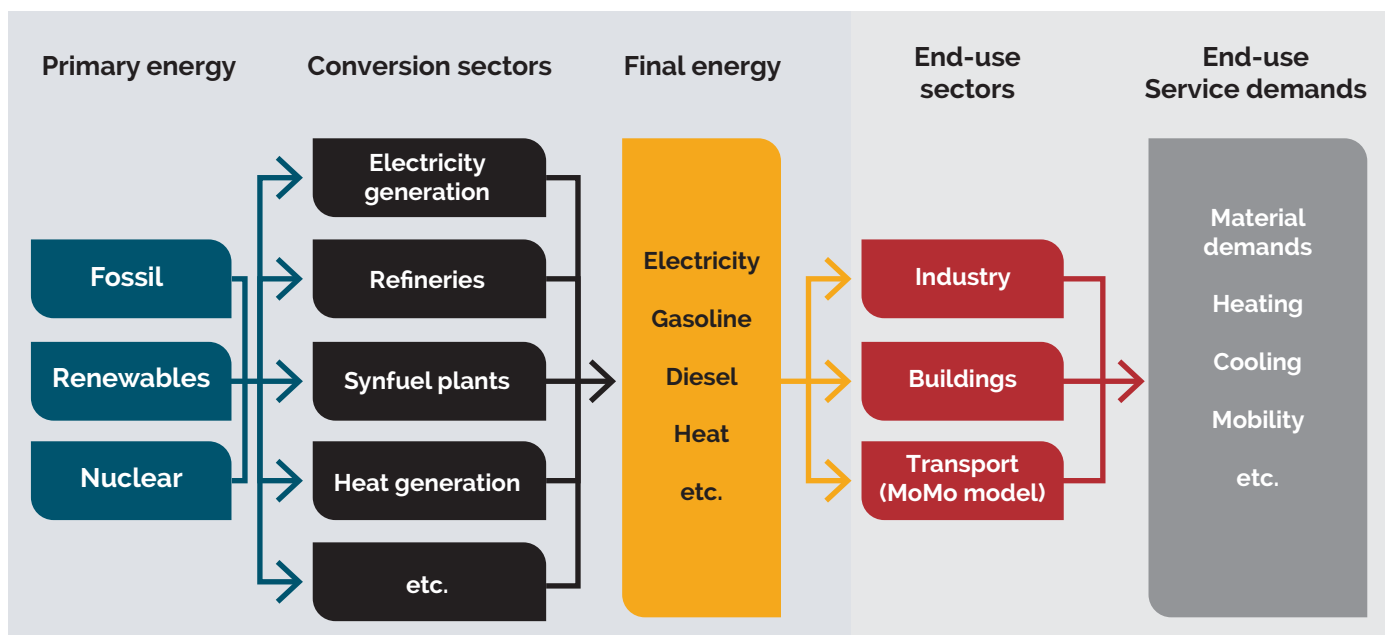 Primary energy
Conversion sectors
Final energy
End-use
sectors
End-use
Service demands
Fossil
Renewables
Nuclear
Electricity
generation
Refineries
Synfuel plants
Heat generation
etc.
Electricity
Gasoline
Diesel
Heat
etc.
Industry
Buildings
Transport
(MoMo model)
Material
demands
Heating
Cooling
Mobility
etc.